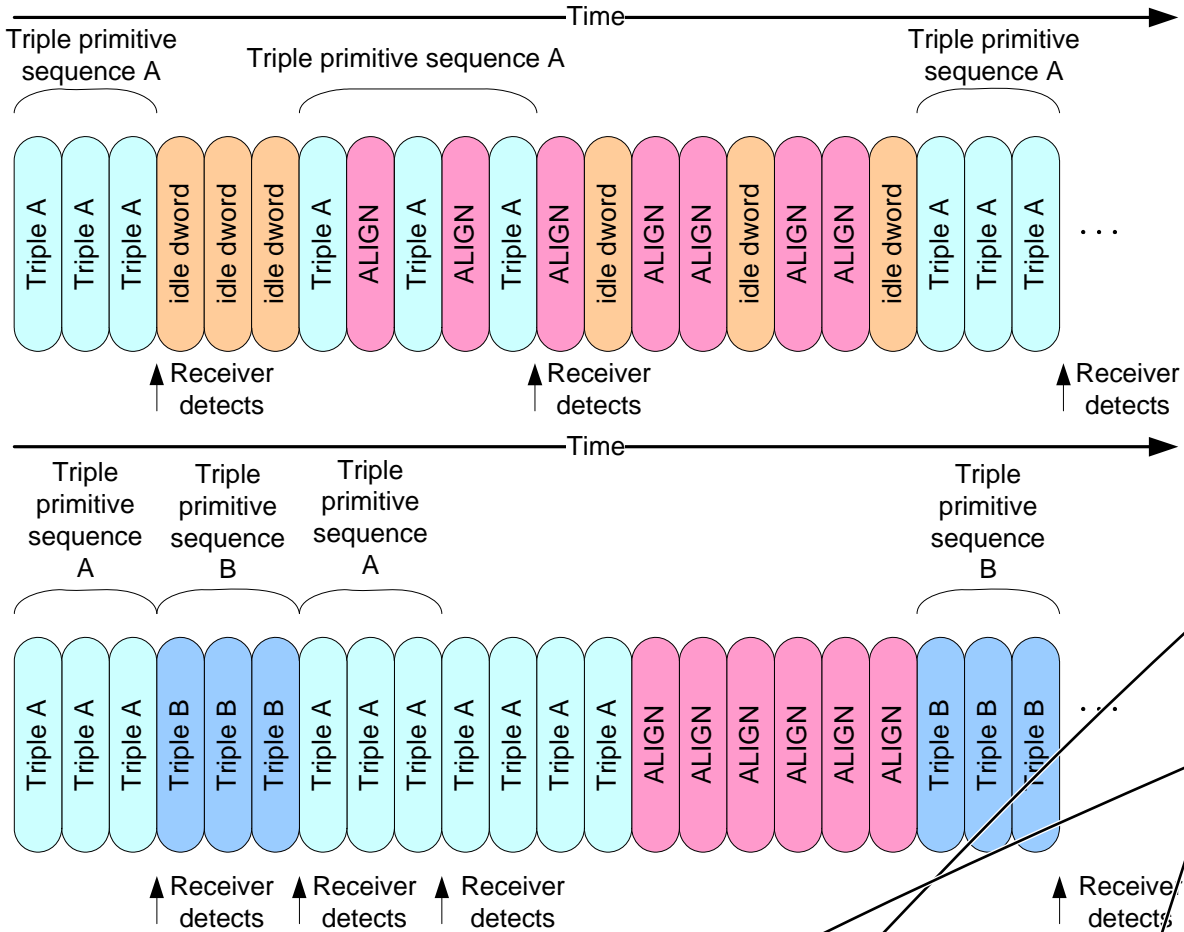 Time
Triple primitive
sequence A
Triple primitive sequence A
Triple primitive
sequence A
Triple A
Triple A
Triple A
idle dword
idle dword
idle dword
Triple A
ALIGN
Triple A
ALIGN
Triple A
ALIGN
idle dword
ALIGN
ALIGN
idle dword
ALIGN
ALIGN
idle dword
Triple A
Triple A
Triple A
...
Receiver
detects
Receiver
detects
Receiver
detects
Time
Triple
primitive
sequence
A
Triple
primitive
sequence
B
Triple
primitive
sequence
A
Triple
primitive
sequence
B
Triple A
Triple A
Triple A
Triple B
Triple B
Triple B
Triple A
Triple A
Triple A
Triple A
Triple A
Triple A
Triple A
ALIGN
ALIGN
ALIGN
ALIGN
ALIGN
ALIGN
Triple B
Triple B
Triple B
...
Receiver
detects
Receiver
detects
Receiver
detects
Receiver
detects